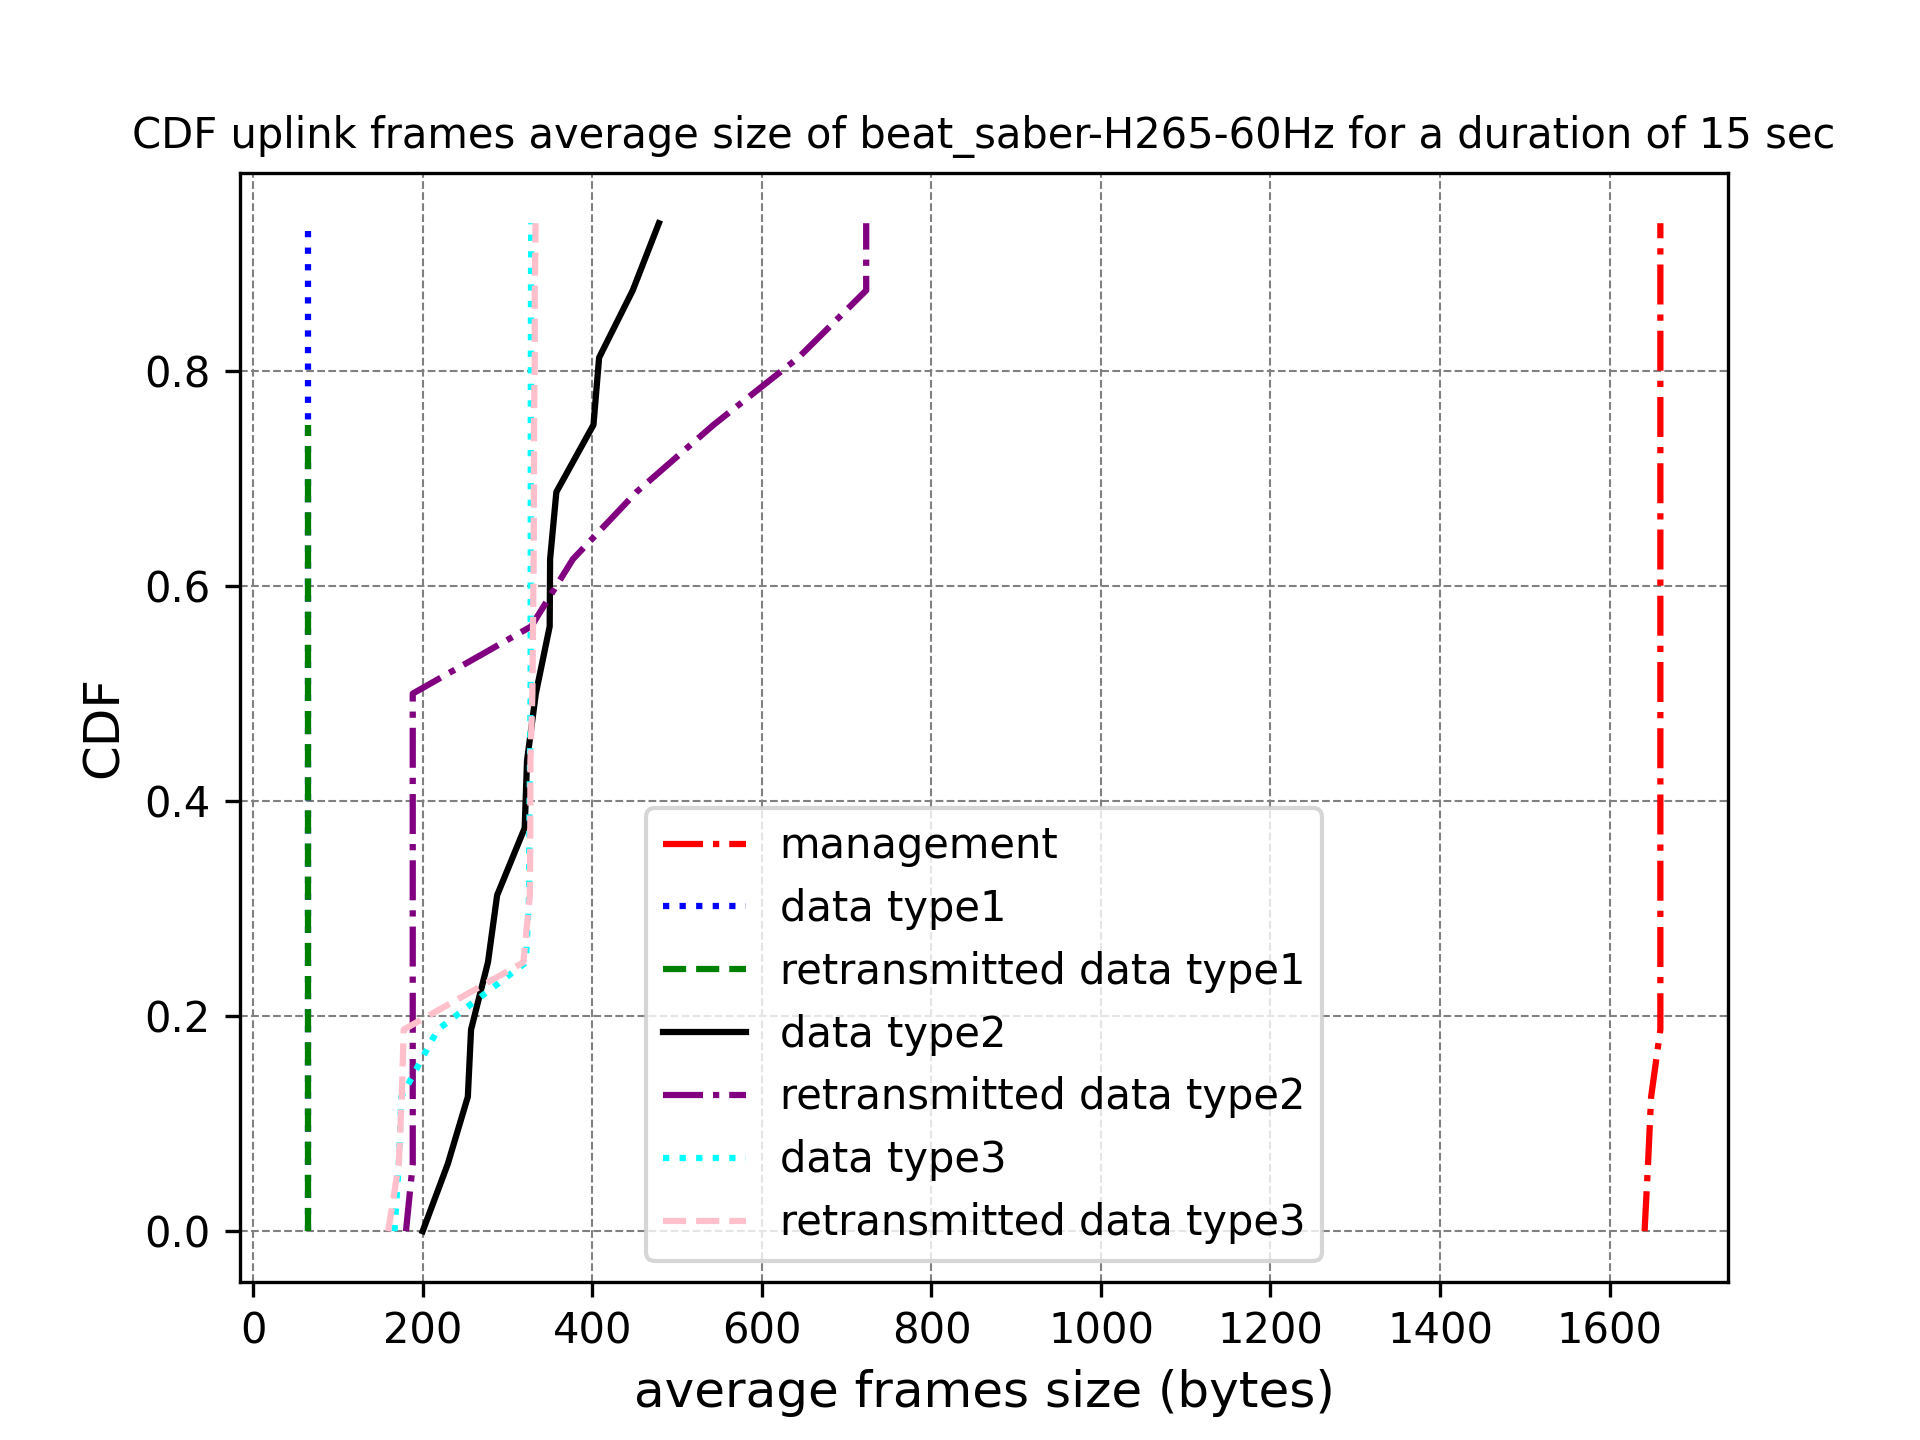 CDF uplink frames average size of beat_saber-H265-60Hz for a duration of 15 sec
CDF
0.8
0.6
0.4
0.2
0.0
management
data type1
retransmitted data type1
data type2
retransmitted data type2
data type3
retransmitted data type3
0 200 400 600 800 1000 1200 1400 1600
average frames size (bytes)